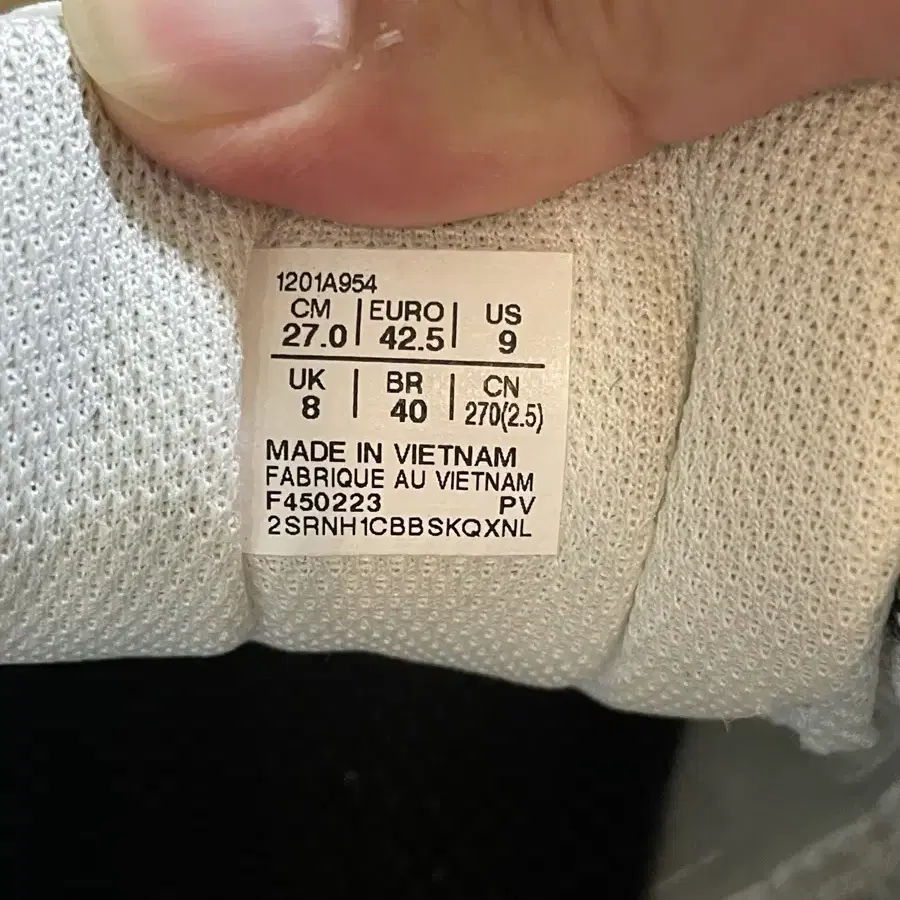 1201A954
CM | EURO | US
27.0 | 42.5 | 9
UK | BR | CN
8 | 40 | 270(2.5)
MADE IN VIETNAM
FABRIQUE AU VIETNAM
F450223 PV
2SRNH1CBBSKQXNL